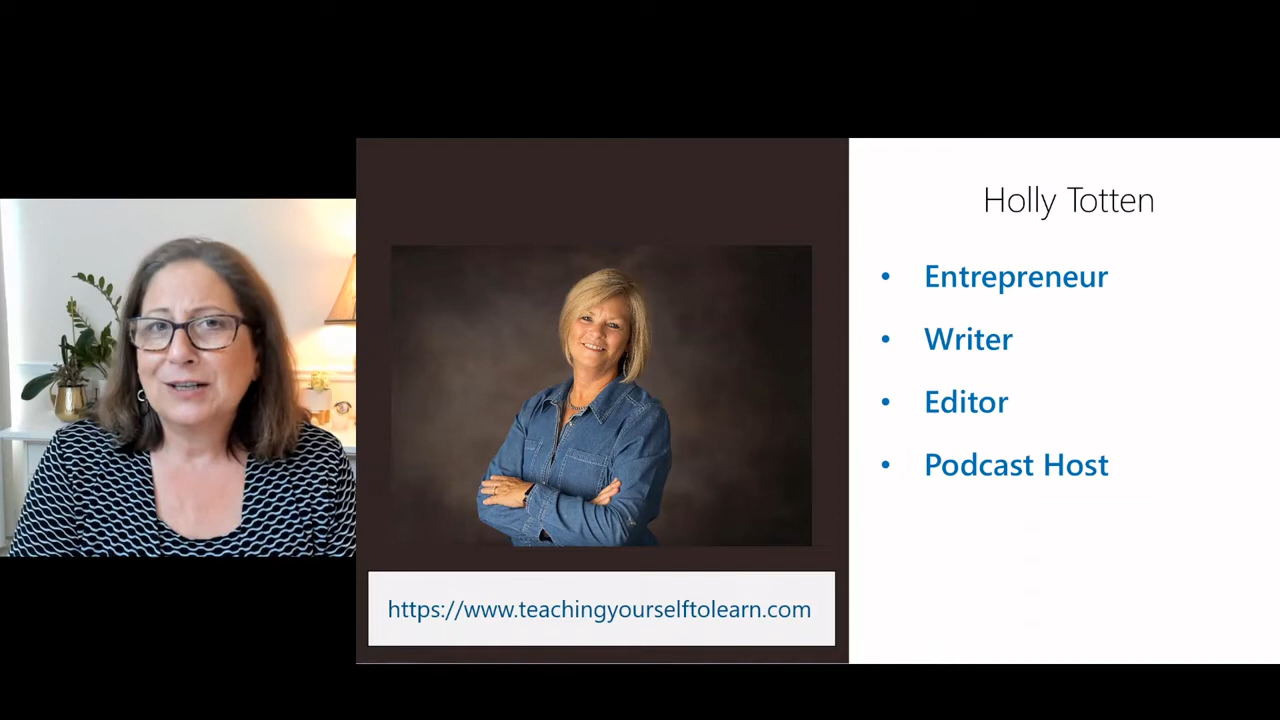 Holly Totten
• Entrepreneur
• Writer
• Editor
• Podcast Host
https://www.teachingyourselftolearn.com